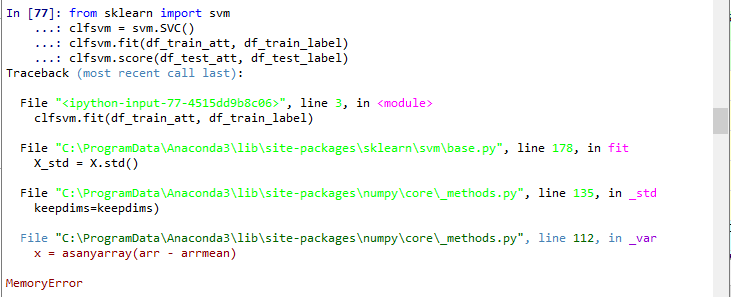 In [77]: from sklearn import svm
    ...: clfsvm = svm.SVC()
    ...: clfsvm.fit(df_train_att, df_train_label)
    ...: clfsvm.score(df_test_att, df_test_label)
Traceback (most recent call last):
  File "<ipython-input-77-4515dd9b8c06>", line 3, in <module>
    clfsvm.fit(df_train_att, df_train_label)
  File "C:\ProgramData\Anaconda3\lib\site-packages\sklearn\svm\base.py", line 178, in fit
    X_std = X.std()
  File "C:\ProgramData\Anaconda3\lib\site-packages\numpy\core\_methods.py", line 135, in _std
    keepdims=keepdims)
  File "C:\ProgramData\Anaconda3\lib\site-packages\numpy\core\_methods.py", line 112, in _var
    x = asanyarray(arr - arrmean)
MemoryError